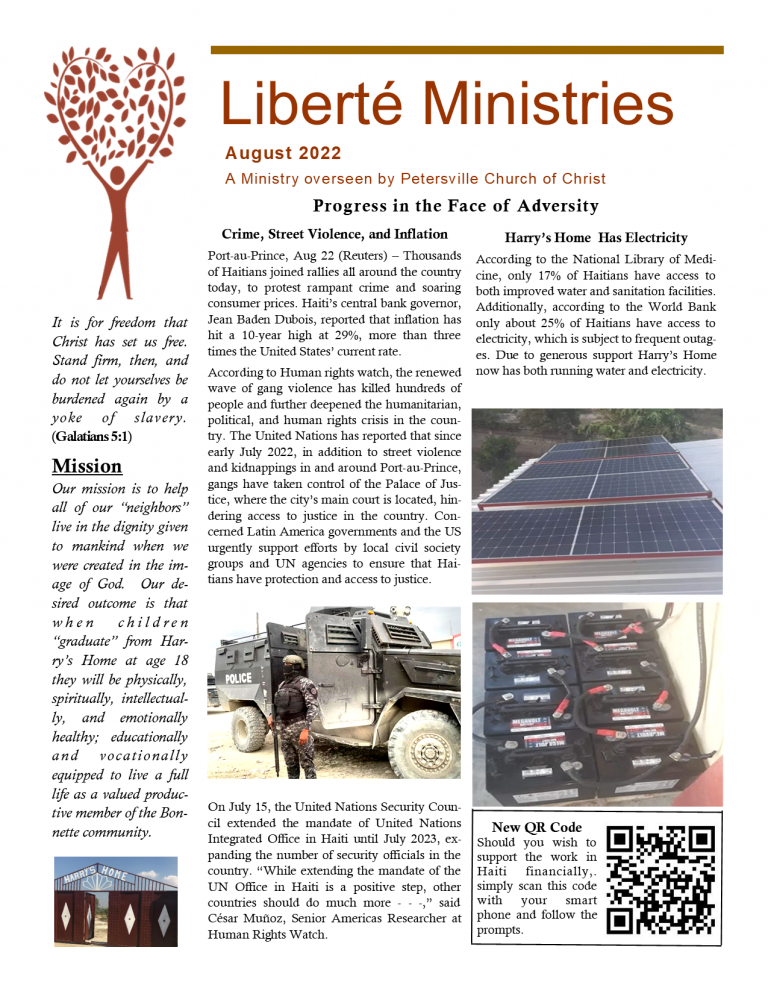 Liberté Ministries
August 2022
A Ministry overseen by Petersville Church of Christ
Progress in the Face of Adversity
It is for freedom that
Christ has set us free.
Stand firm, then, and
do not let yourselves be
burdened again by a
yoke of slavery.
(Galatians 5:1)
Mission
Our mission is to help
all of our “neighbors”
live in the dignity given
to mankind when we
were created in the im-
age of God. Our de-
sired outcome is that
when children
“graduate” from Har-
ry’s Home at age 18
they will be physically,
spiritually, intellectual-
ly, and emotionally
healthy; educationally
and vocationally
equipped to live a full
life as a valued produc-
tive member of the Bon-
nette community.
HARRY'S HOME
Crime, Street Violence, and Inflation
Port-au-Prince, Aug 22 (Reuters) – Thousands
of Haitians joined rallies all around the country
today, to protest rampant crime and soaring
consumer prices. Haiti’s central bank governor,
Jean Baden Dubois, reported that inflation has
hit a 10-year high at 29%, more than three
times the United States’ current rate.
According to Human rights watch, the renewed
wave of gang violence has killed hundreds of
people and further deepened the humanitarian,
political, and human rights crisis in the coun-
try. The United Nations has reported that since
early July 2022, in addition to street violence
and kidnappings in and around Port-au-Prince,
gangs have taken control of the Palace of Jus-
tice, where the city’s main court is located, hin-
dering access to justice in the country. Con-
cerned Latin America governments and the US
urgently support efforts by local civil society
groups and UN agencies to ensure that Hai-
tians have protection and access to justice.
POLICE
On July 15, the United Nations Security Coun-
cil extended the mandate of United Nations
Integrated Office in Haiti until July 2023, ex-
panding the number of security officials in the
country. “While extending the mandate of the
UN Office in Haiti is a positive step, other
countries should do much more - - -,” said
César Muñoz, Senior Americas Researcher at
Human Rights Watch.
Harry’s Home Has Electricity
According to the National Library of Medi-
cine, only 17% of Haitians have access to
both improved water and sanitation facilities.
Additionally, according to the World Bank
only about 25% of Haitians have access to
electricity, which is subject to frequent outag-
es. Due to generous support Harry’s Home
now has both running water and electricity.
New QR Code
Should you wish to
support the work in
Haiti financially,.
simply scan this code
with your smart
phone and follow the
prompts.